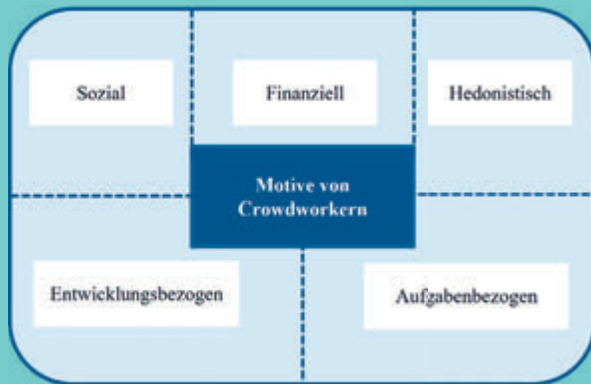 Sozial
Finanziell
Hedonistisch
Motive von
Crowdworkern
Entwicklungsbezogen
Aufgabenbezogen